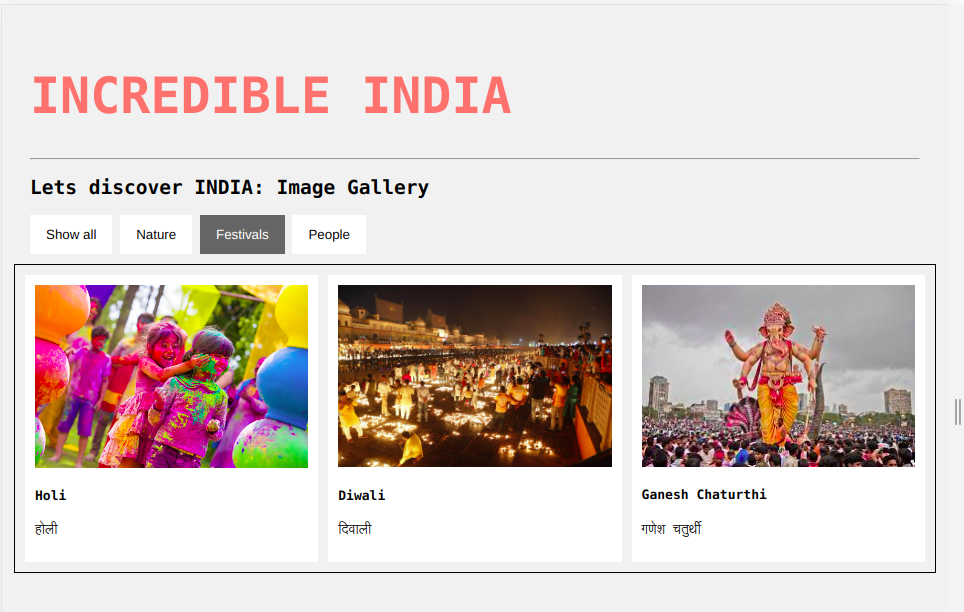 INCREDIBLE INDIA
Lets discover INDIA: Image Gallery
Show all Nature Festivals People
Holi Diwali Ganesh Chaturthi
होली दिवाली गणेश चतुर्थी